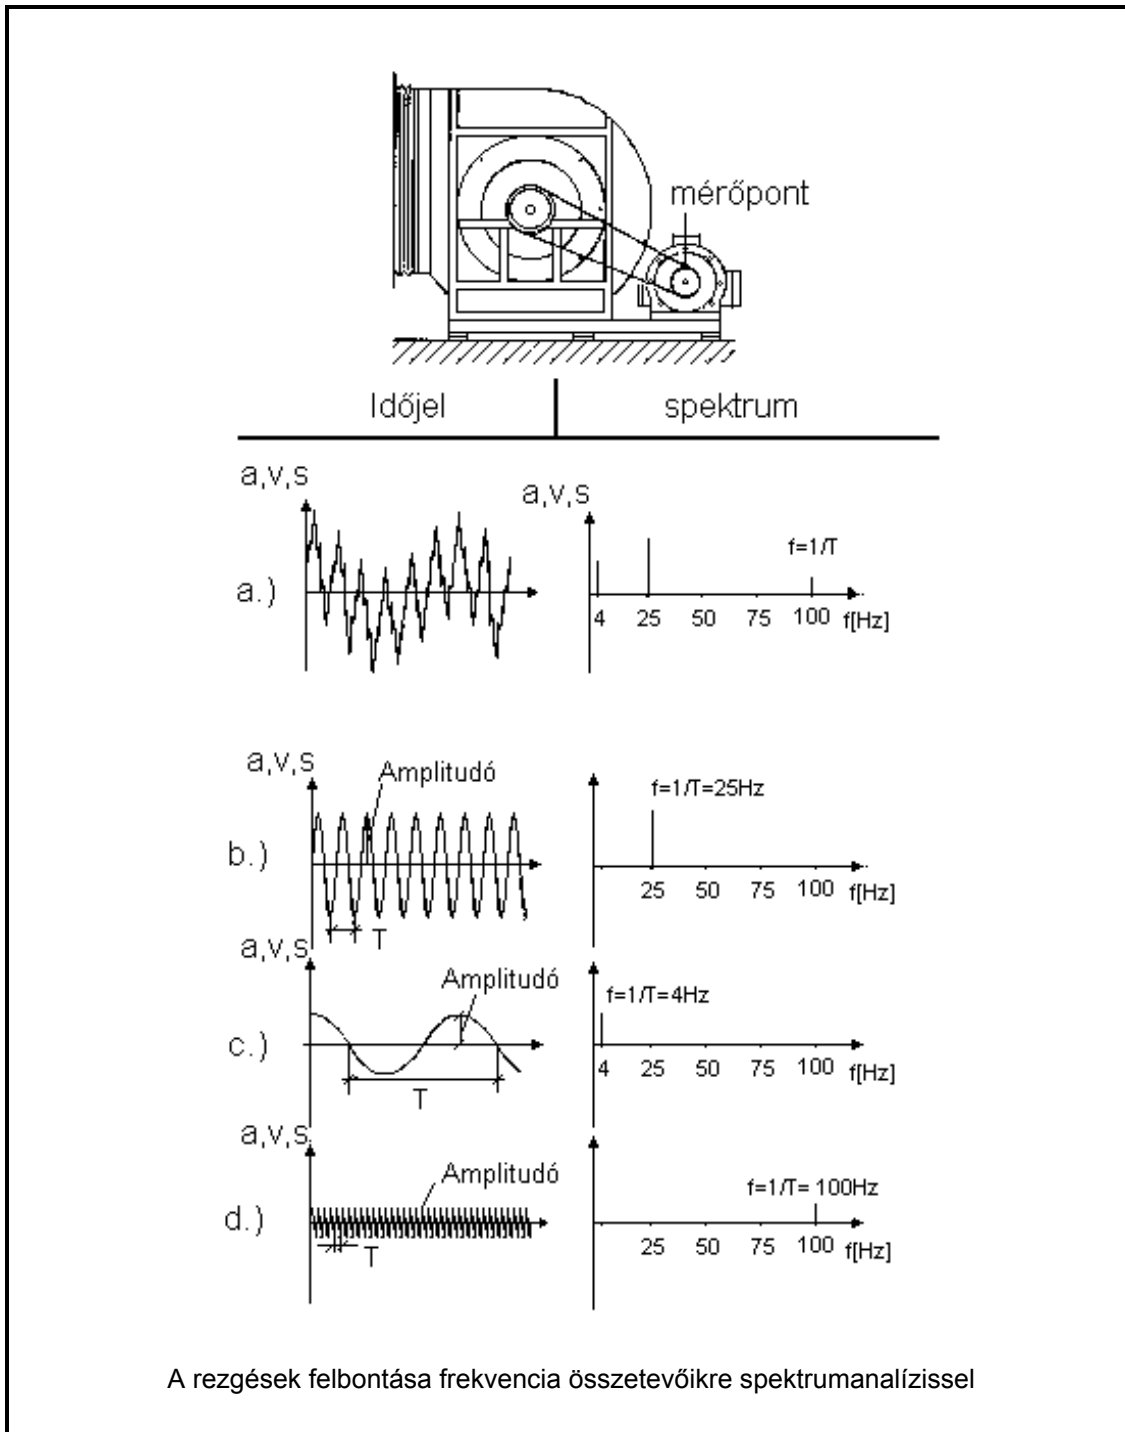 mérőpont
Időjel spektrum
a,v,s
a,v,s
f=1/T
a.)
4 25 50 75 100 f[Hz]
a,v,s
Amplitudó
f=1/T=25Hz
b.)
25 50 75 100 f[Hz]
T
a,v,s
Amplitudó
f=1/T=4Hz
c.)
4 25 50 75 100 f[Hz]
T
a,v,s
Amplitudó
f=1/T= 100Hz
d.)
25 50 75 100 f[Hz]
T
A rezgések felbontása frekvencia összetevőikre spektrumanalízissel